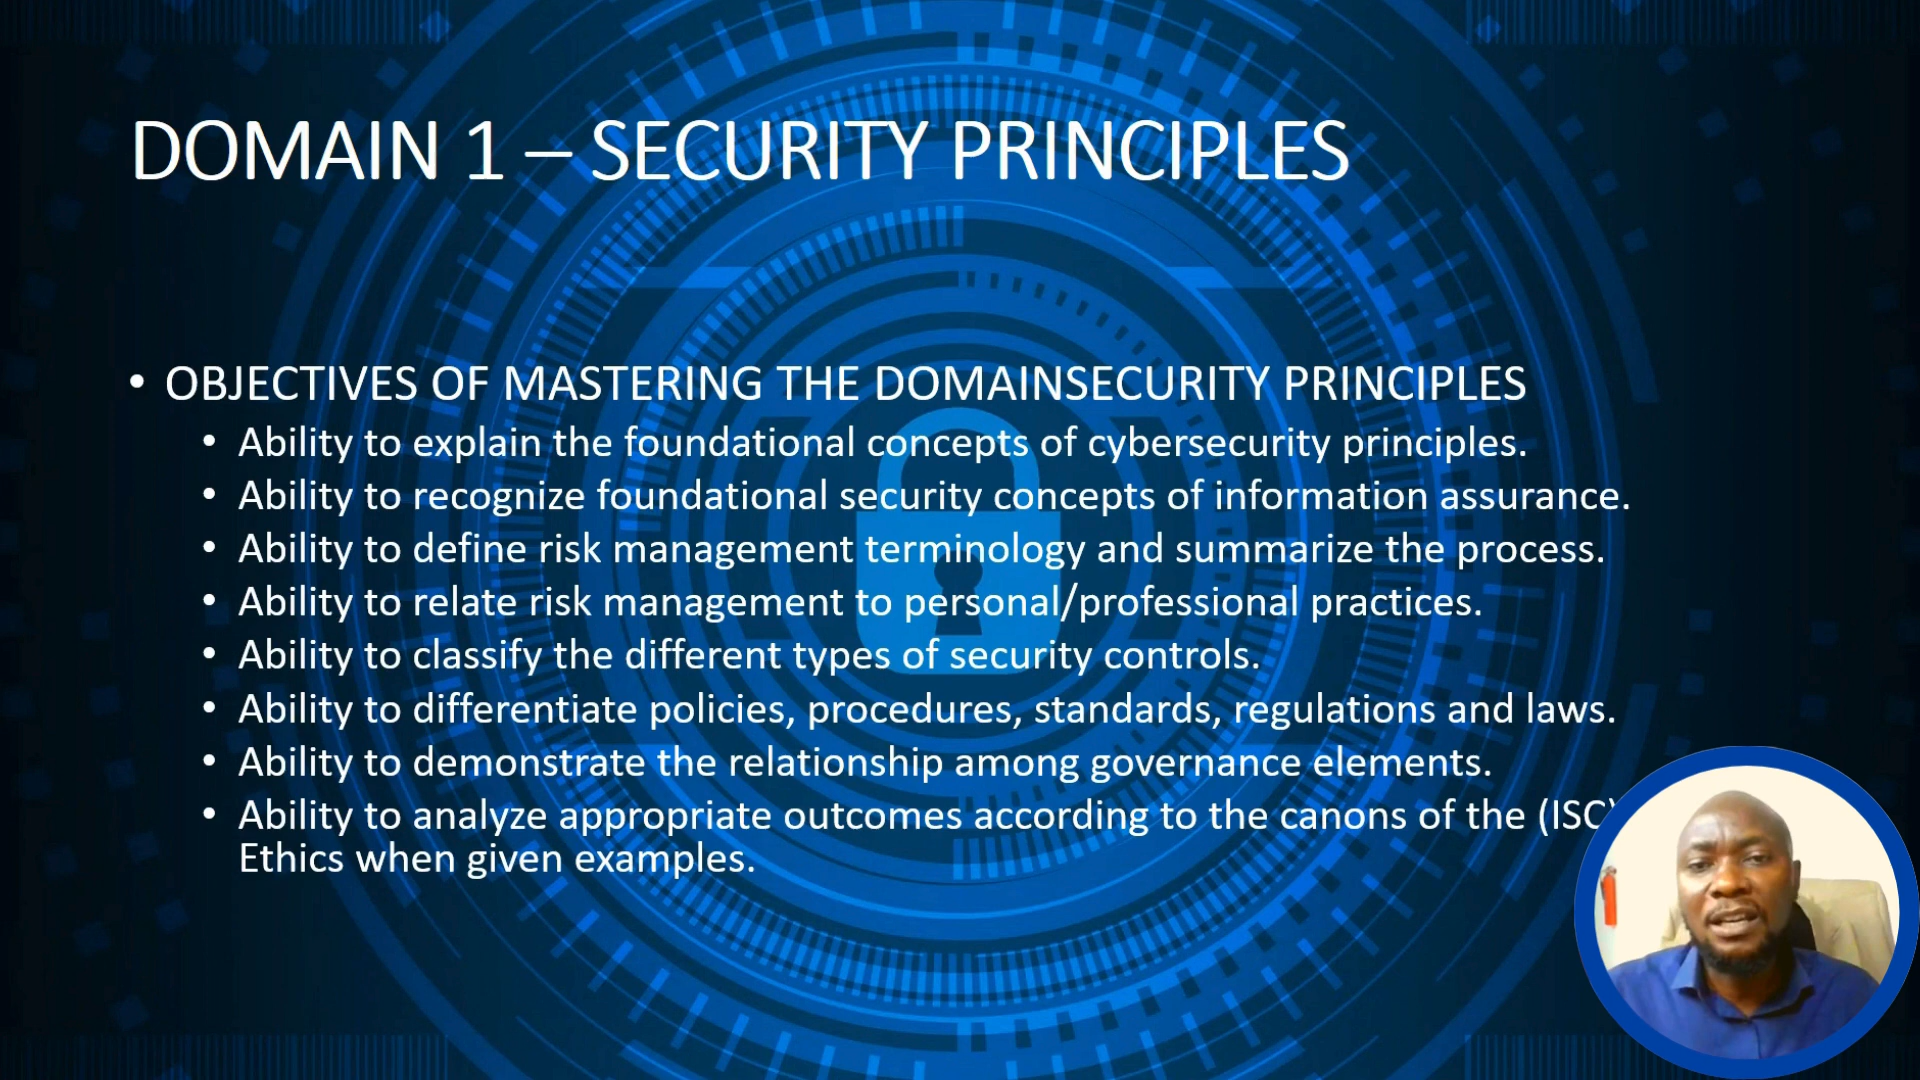 DOMAIN 1 – SECURITY PRINCIPLES
• OBJECTIVES OF MASTERING THE DOMAINSECURITY PRINCIPLES
• Ability to explain the foundational concepts of cybersecurity principles.
• Ability to recognize foundational security concepts of information assurance.
• Ability to define risk management terminology and summarize the process.
• Ability to relate risk management to personal/professional practices.
• Ability to classify the different types of security controls.
• Ability to differentiate policies, procedures, standards, regulations and laws.
• Ability to demonstrate the relationship among governance elements.
• Ability to analyze appropriate outcomes according to the canons of the (ISC)
Ethics when given examples.